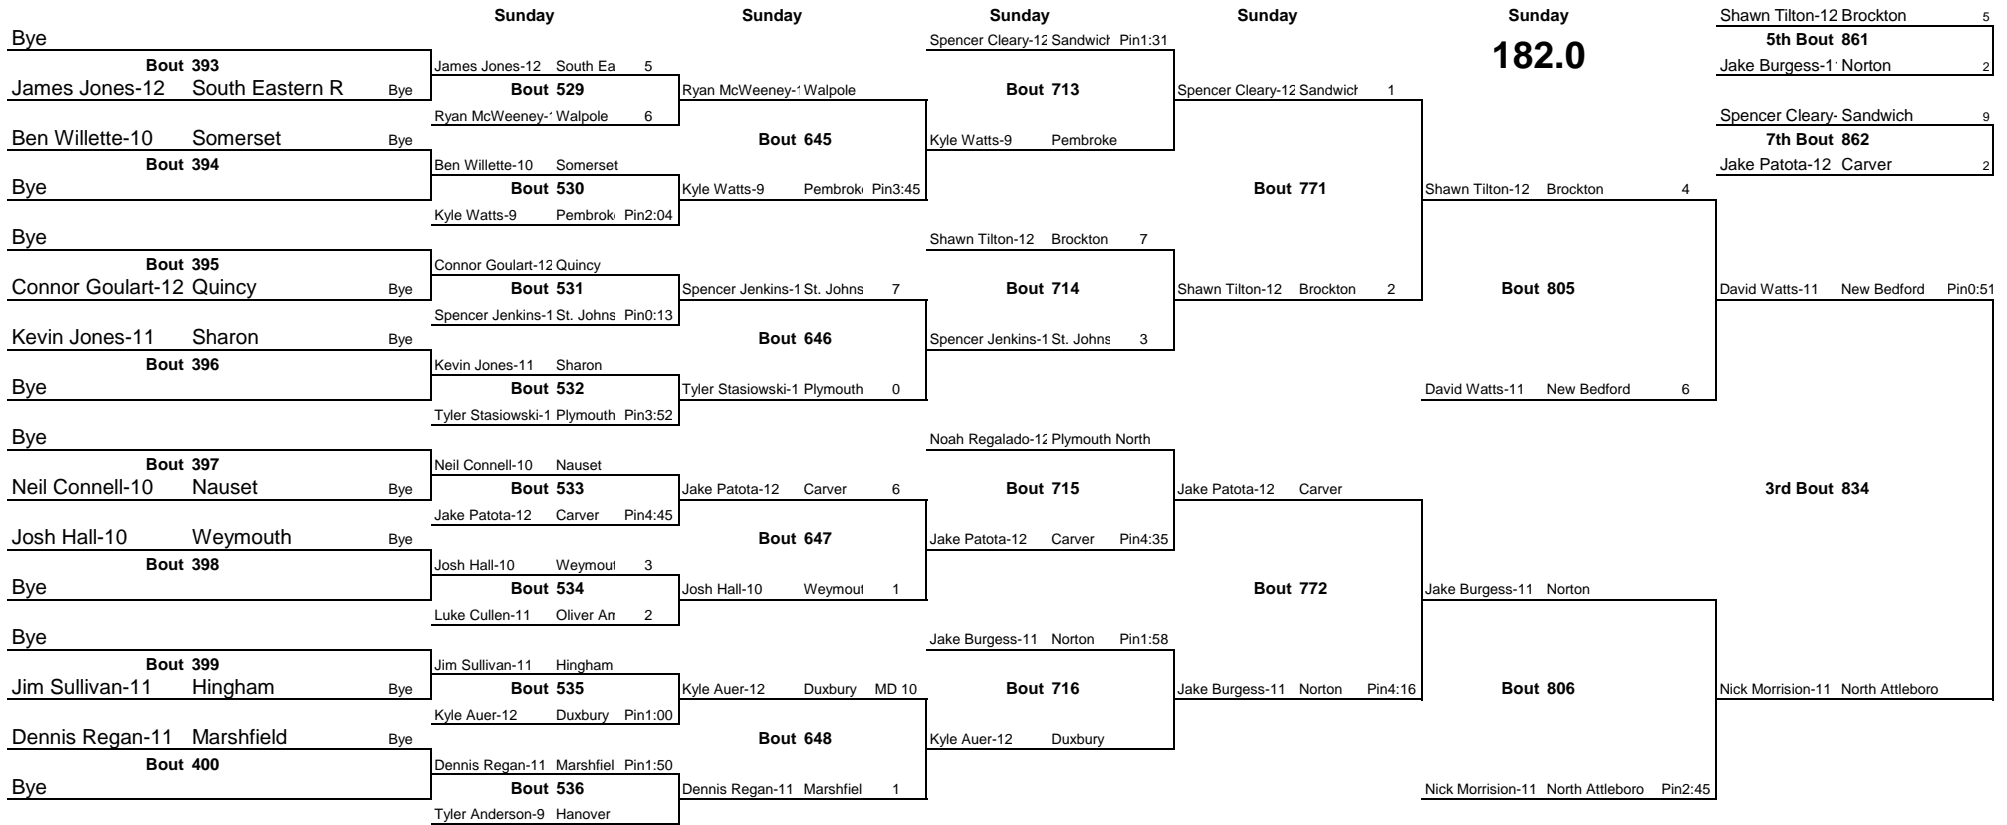 Sunday Sunday Sunday Sunday Sunday
182.0
Bye
Bout 393
James Jones-12 South Eastern R Bye
Ben Willette-10 Somerset Bye
Bout 394
Bye
Bye
Bout 395
Connor Goulart-12 Quincy Bye
Kevin Jones-11 Sharon Bye
Bout 396
Bye
Bye
Bout 397
Neil Connell-10 Nauset Bye
Josh Hall-10 Weymouth Bye
Bout 398
Bye
Bye
Bout 399
Jim Sullivan-11 Hingham Bye
Dennis Regan-11 Marshfield Bye
Bout 400
Bye
James Jones-12 South Ea 5
Bout 529
Ryan McWeeney-1 Walpole 6
Ben Willette-10 Somerset
Bout 530
Kyle Watts-9 Pembrok Pin2:04
Connor Goulart-12 Quincy
Bout 531
Spencer Jenkins-1 St. Johns Pin0:13
Kevin Jones-11 Sharon
Bout 532
Tyler Stasiowski-1 Plymouth Pin3:52
Neil Connell-10 Nauset
Bout 533
Jake Patota-12 Carver Pin4:45
Josh Hall-10 Weymout 3
Bout 534
Luke Cullen-11 Oliver Am 2
Jim Sullivan-11 Hingham
Bout 535
Kyle Auer-12 Duxbury Pin1:00
Dennis Regan-11 Marshfiel Pin1:50
Bout 536
Tyler Anderson-9 Hanover
Ryan McWeeney-1 Walpole
Bout 645
Kyle Watts-9 Pembroke Pin3:45
Spencer Jenkins-1 St. Johns 7
Bout 646
Tyler Stasiowski-1 Plymouth 0
Jake Patota-12 Carver 6
Bout 647
Josh Hall-10 Weymout 1
Kyle Auer-12 Duxbury MD 10
Bout 648
Dennis Regan-11 Marshfiel 1
Spencer Cleary-12 Sandwich Pin1:31
Bout 713
Kyle Watts-9 Pembroke
Shawn Tilton-12 Brockton 7
Bout 714
Spencer Jenkins-1 St. Johns 3
Noah Regalado-12 Plymouth North
Bout 715
Jake Patota-12 Carver Pin4:35
Jake Burgess-11 Norton Pin1:58
Bout 716
Kyle Auer-12 Duxbury
Spencer Cleary-12 Sandwich 1
Bout 771
Shawn Tilton-12 Brockton 2
Jake Patota-12 Carver
Bout 772
Jake Burgess-11 Norton Pin4:16
Shawn Tilton-12 Brockton 4
Bout 805
David Watts-11 New Bedford 6
Jake Burgess-11 Norton
Bout 806
Nick Morrision-11 North Attleboro Pin2:45
David Watts-11 New Bedford Pin0:51
3rd Bout 834
Nick Morrision-11 North Attleboro
Shawn Tilton-12 Brockton 5
5th Bout 861
Jake Burgess-1 Norton 2
Spencer Cleary- Sandwich 9
7th Bout 862
Jake Patota-12 Carver 2